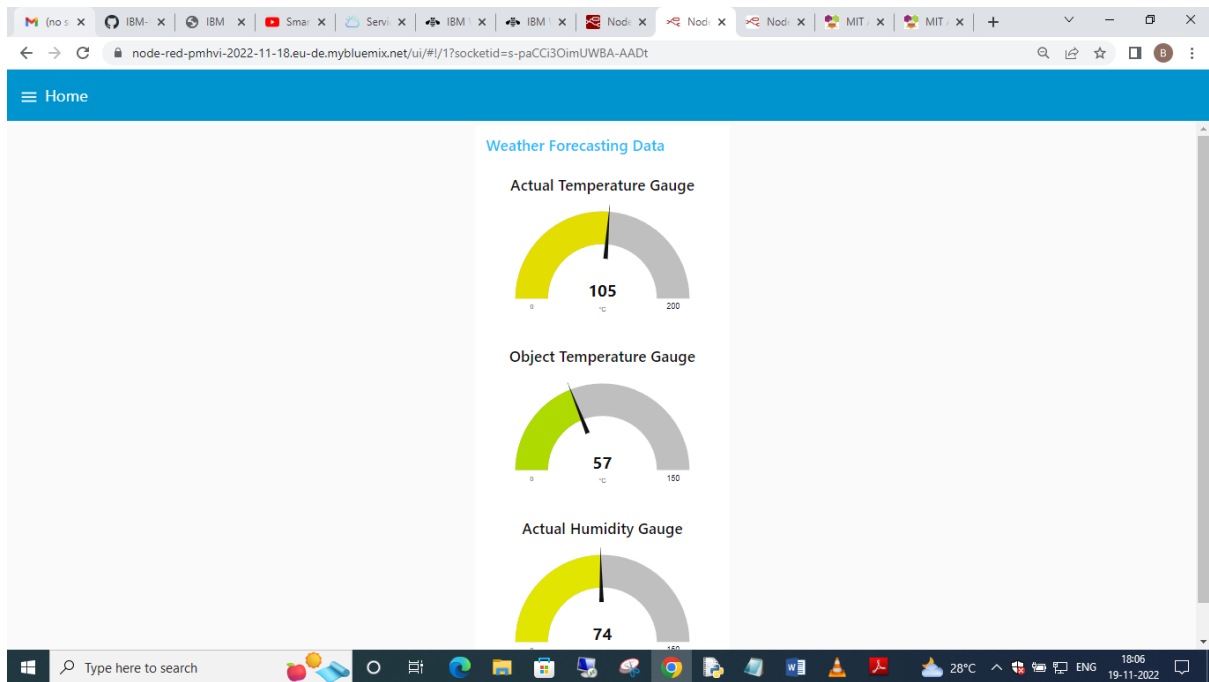 (no s
IBM-
IBM
Smar
Servi
IBM
IBM
Node
Node
Node
MIT
MIT
node-red-pmhvi-2022-11-18.eu-de.mybluemix.net/ui/#!/1?socketid=s-paCCi3OimUWBA-AADt
B
Home
Weather Forecasting Data
Actual Temperature Gauge
105
0 °C 200
Object Temperature Gauge
57
0 °C 150
Actual Humidity Gauge
74
Type here to search
28°C
ENG
18:06
19-11-2022